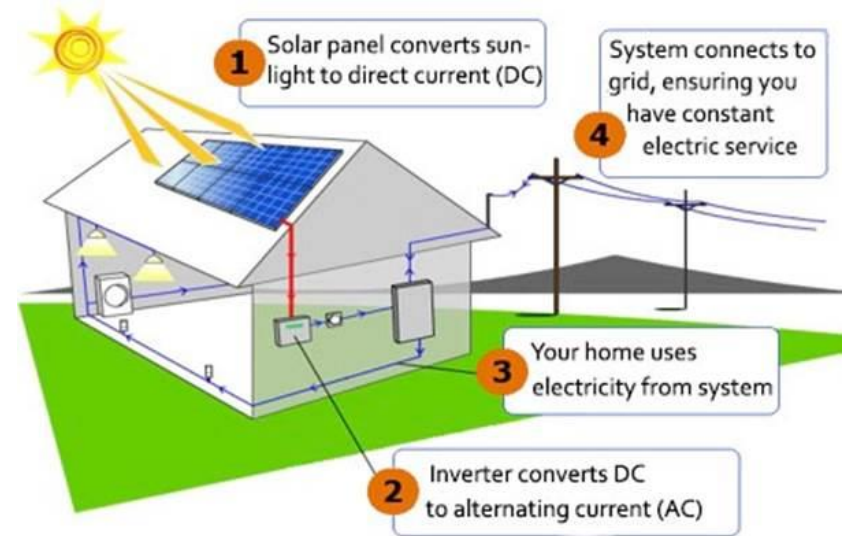 1
Solar panel converts sun-
light to direct current (DC)
2
Inverter converts DC
to alternating current (AC)
3
Your home uses
electricity from system
4
System connects to
grid, ensuring you
have constant
electric service